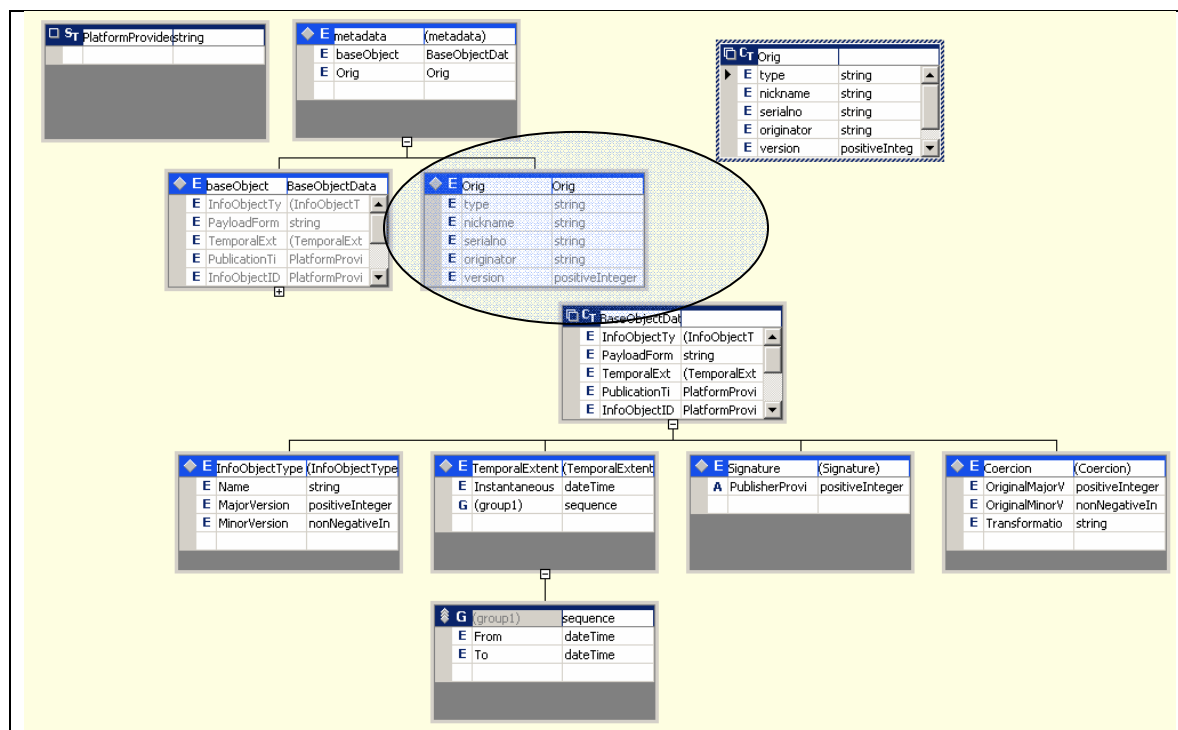 ST PlatformProvide string
E metadata (metadata)
E baseObject BaseObjectDat
E Orig Orig
CT Orig
E type string
E nickname string
E serialno string
E originator string
E version positiveInteg
E baseObject BaseObjectData
E InfoObjectTy (InfoObjectT
E PayloadForm string
E TemporalExt (TemporalExt
E PublicationTi PlatformProvi
E InfoObjectID PlatformProvi
E Orig Orig
E type string
E nickname string
E serialno string
E originator string
E version positiveInteger
CT BaseObjectDat
E InfoObjectTy (InfoObjectT
E PayloadForm string
E TemporalExt (TemporalExt
E PublicationTi PlatformProvi
E InfoObjectID PlatformProvi
E InfoObjectType (InfoObjectType
E Name string
E MajorVersion positiveInteger
E MinorVersion nonNegativeIn
E TemporalExtent (TemporalExtent
E Instantaneous dateTime
G (group1) sequence
E Signature (Signature)
A PublisherProvi positiveInteger
E Coercion (Coercion)
E OriginalMajorV positiveInteger
E OriginalMinorV nonNegativeIn
E Transformatio string
G (group1) sequence
E From dateTime
E To dateTime